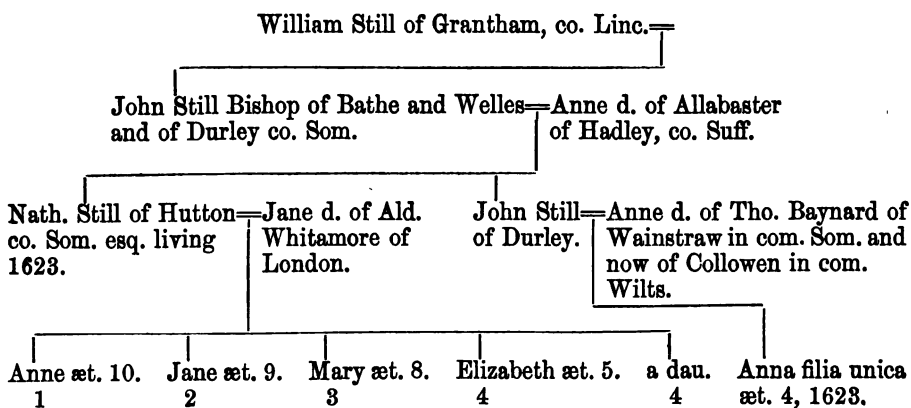 William Still of Grantham, co. Linc.=
John Still Bishop of Bathe and Welles=Anne d. of Allabaster
and of Durley co. Som. of Hadley, co. Suff.
Nath. Still of Hutton=Jane d. of Ald. John Still=Anne d. of Tho. Baynard of
co. Som. esq. living Whitamore of of Durley. Wainstraw in com. Som. and
1623. London. now of Collowen in com.
Wilts.
Anne æt. 10. Jane æt. 9. Mary æt. 8. Elizabeth æt. 5. a dau. Anna filia unica
1 2 3 4 4 æt. 4, 1623.